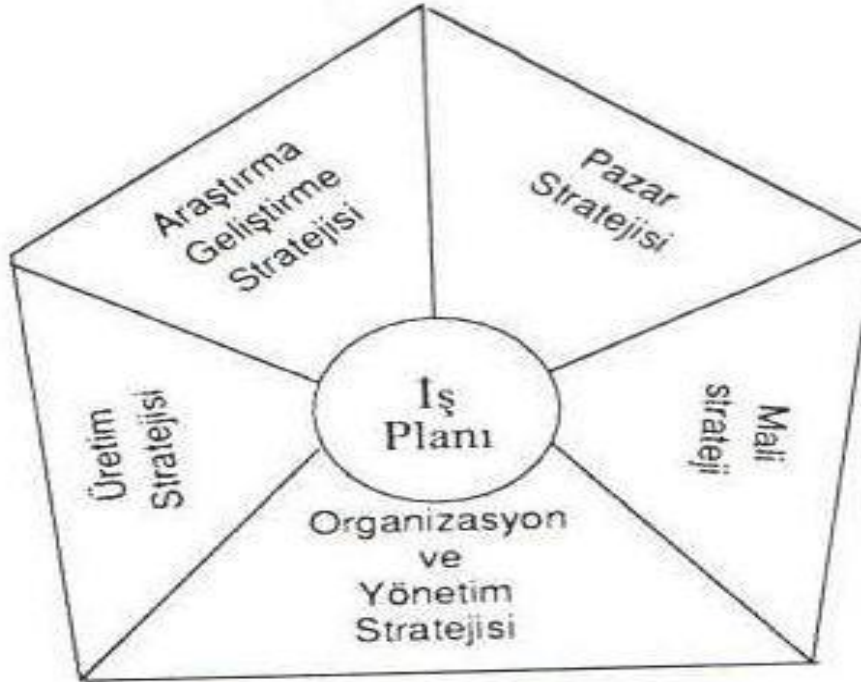 Araştırma
Geliştirme
Stratejisi
Pazar
Stratejisi
Üretim
Stratejisi
İş
Planı
Mali
strateji
Organizasyon
ve
Yönetim
Stratejisi